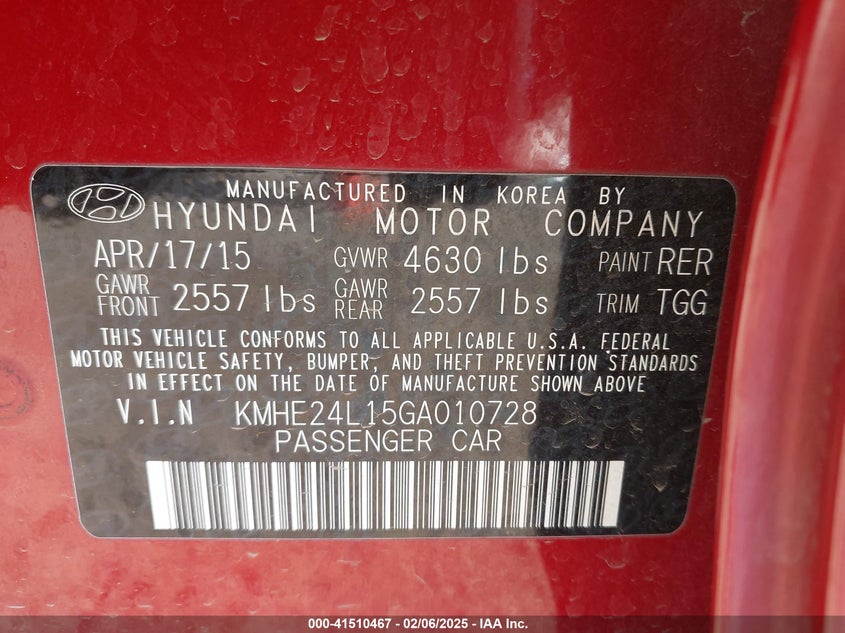 MANUFACTURED IN KOREA BY
HYUNDAI MOTOR COMPANY
APR/17/15 GVWR 4630 lbs PAINT RER
GAWR FRONT 2557 lbs GAWR REAR 2557 lbs TRIM TGG
THIS VEHICLE CONFORMS TO ALL APPLICABLE U.S.A. FEDERAL
MOTOR VEHICLE SAFETY, BUMPER, AND THEFT PREVENTION STANDARDS
IN EFFECT ON THE DATE OF MANUFACTURE SHOWN ABOVE
V.I.N KMHE24L15GA010728
PASSENGER CAR
000-41510467 - 02/06/2025 - IAA Inc.